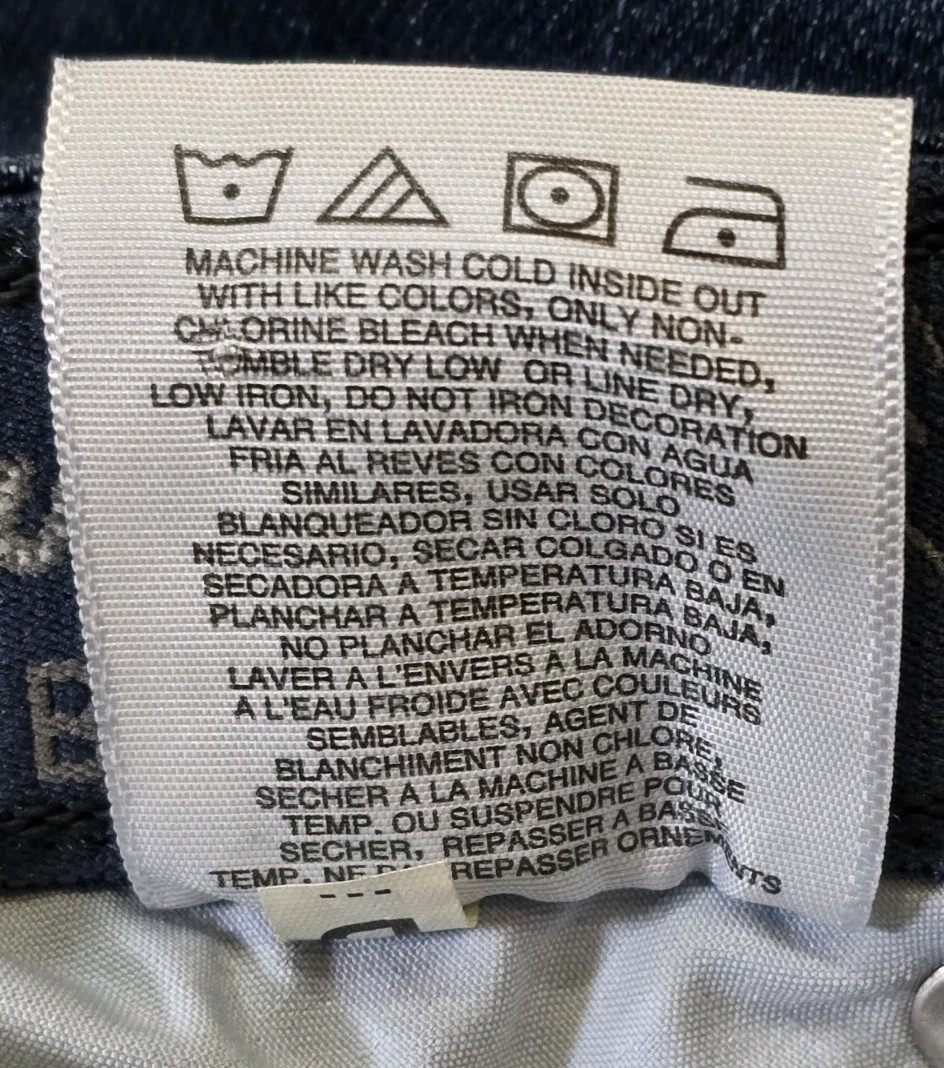 MACHINE WASH COLD INSIDE OUT
WITH LIKE COLORS, ONLY NON-
CHLORINE BLEACH WHEN NEEDED,
TUMBLE DRY LOW OR LINE DRY,
LOW IRON, DO NOT IRON DECORATION
LAVAR EN LAVADORA CON AGUA
FRIA AL REVES CON COLORES
SIMILARES, USAR SOLO
BLANQUEADOR SIN CLORO SI ES
NECESARIO, SECAR COLGADO O EN
SECADORA A TEMPERATURA BAJA,
PLANCHAR A TEMPERATURA BAJA,
NO PLANCHAR EL ADORNO
LAVER A L'ENVERS A LA MACHINE
A L'EAU FROIDE AVEC COULEURS
SEMBLABLES, AGENT DE
BLANCHIMENT NON CHLORE,
SECHER A LA MACHINE A BASSE
TEMP. OU SUSPENDRE POUR
SECHER, REPASSER A BASSE
TEMP. NE REPASSER ORNEMENTS